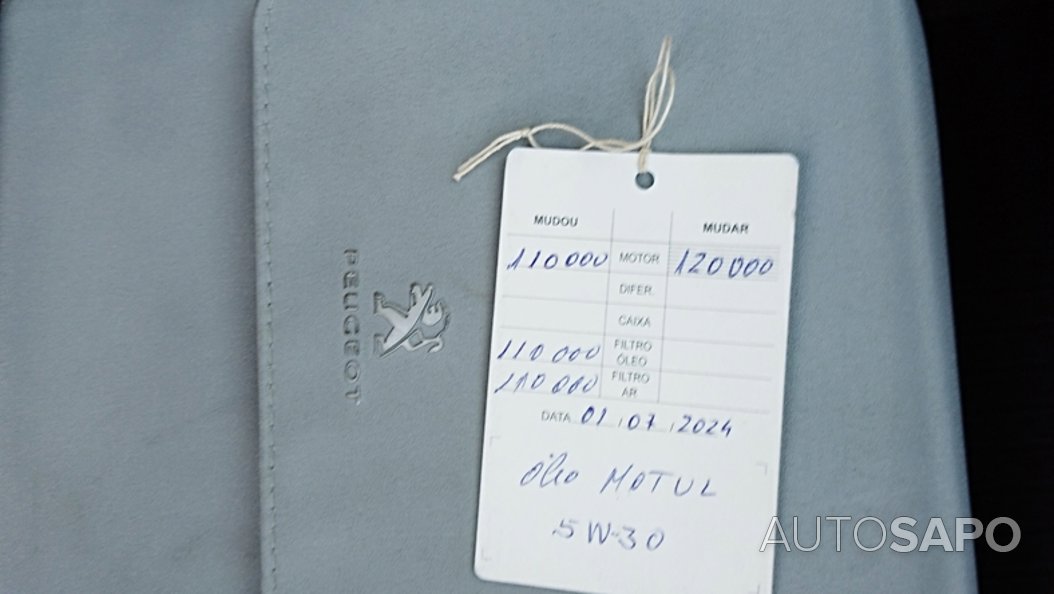 PEUGEOT
MUDOU MUDAR
110000 MOTOR 120000
DIFER.
CAIXA
110000 FILTRO ÓLEO
110000 FILTRO AR
DATA 01/07/2024
Óleo MOTUL
5W-30
AUTOSAPO